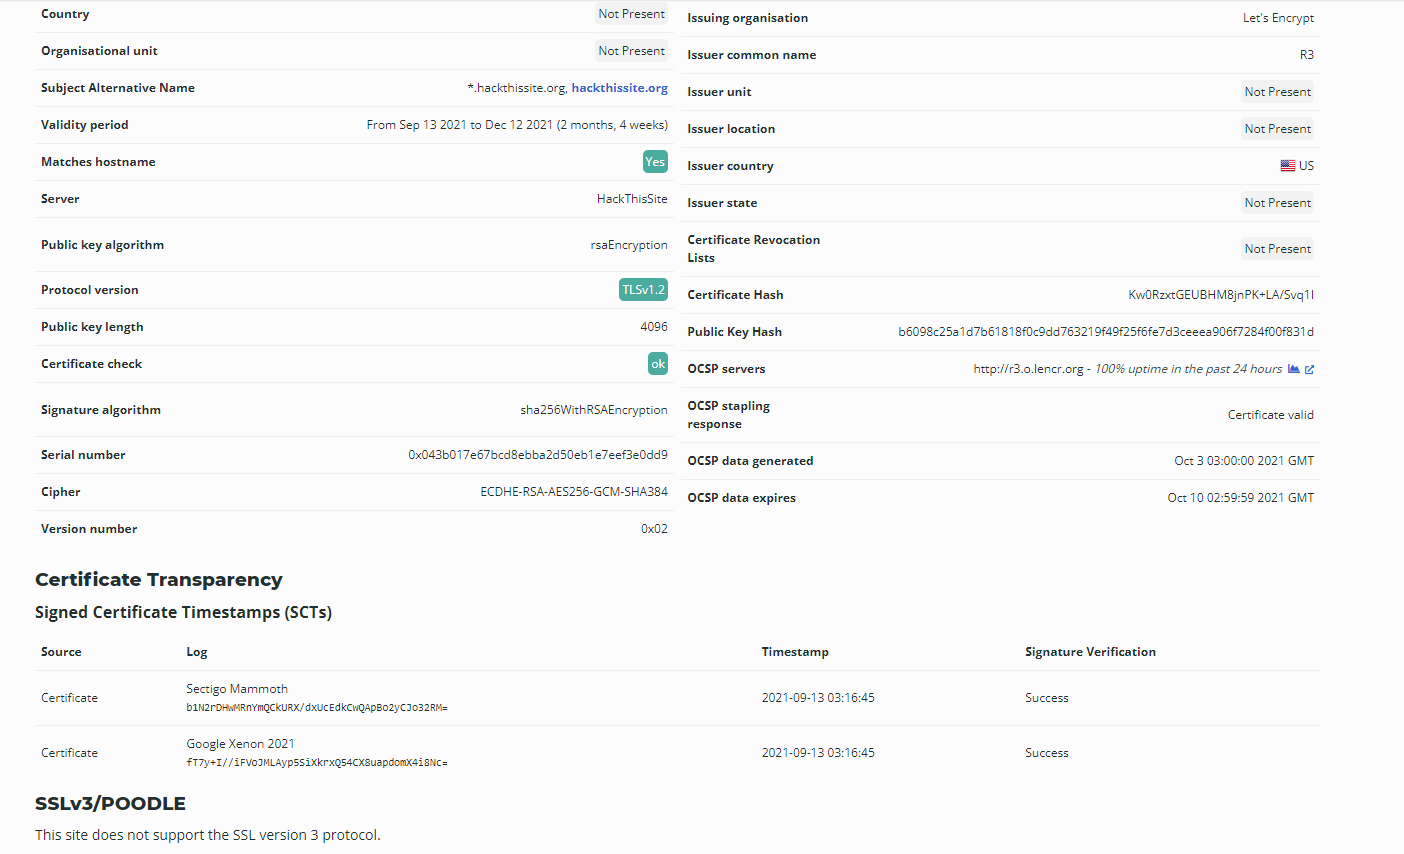 Country Not Present
Organisational unit Not Present
Subject Alternative Name *.hackthissite.org, hackthissite.org
Validity period From Sep 13 2021 to Dec 12 2021 (2 months, 4 weeks)
Matches hostname Yes
Server HackThisSite
Public key algorithm rsaEncryption
Protocol version TLSv1.2
Public key length 4096
Certificate check ok
Signature algorithm sha256WithRSAEncryption
Serial number 0x043b017e67bcd8ebba2d50eb1e7eef3e0dd9
Cipher ECDHE-RSA-AES256-GCM-SHA384
Version number 0x02
Issuing organisation Let's Encrypt
Issuer common name R3
Issuer unit Not Present
Issuer location Not Present
Issuer country US
Issuer state Not Present
Certificate Revocation
Lists Not Present
Certificate Hash Kw0RzxtGEUBHM8jnPK+LA/Svq1I
Public Key Hash b6098c25a1d7b61818f0c9dd763219f49f25f6fe7d3ceeea906f7284f00f831d
OCSP servers http://r3.o.lencr.org - 100% uptime in the past 24 hours
OCSP stapling
response Certificate valid
OCSP data generated Oct 3 03:00:00 2021 GMT
OCSP data expires Oct 10 02:59:59 2021 GMT
Certificate Transparency
Signed Certificate Timestamps (SCTs)
Source Log Timestamp Signature Verification
Certificate Sectigo Mammoth 2021-09-13 03:16:45 Success
b1N2rDHwMRnYmQCkURX/dxUcEdkCwQApBo2yCJo32RM=
Certificate Google Xenon 2021 2021-09-13 03:16:45 Success
fT7y+I//iFVoJMLAyp5SiXkrxQ54CX8uapdomX4i8Nc=
SSLv3/POODLE
This site does not support the SSL version 3 protocol.